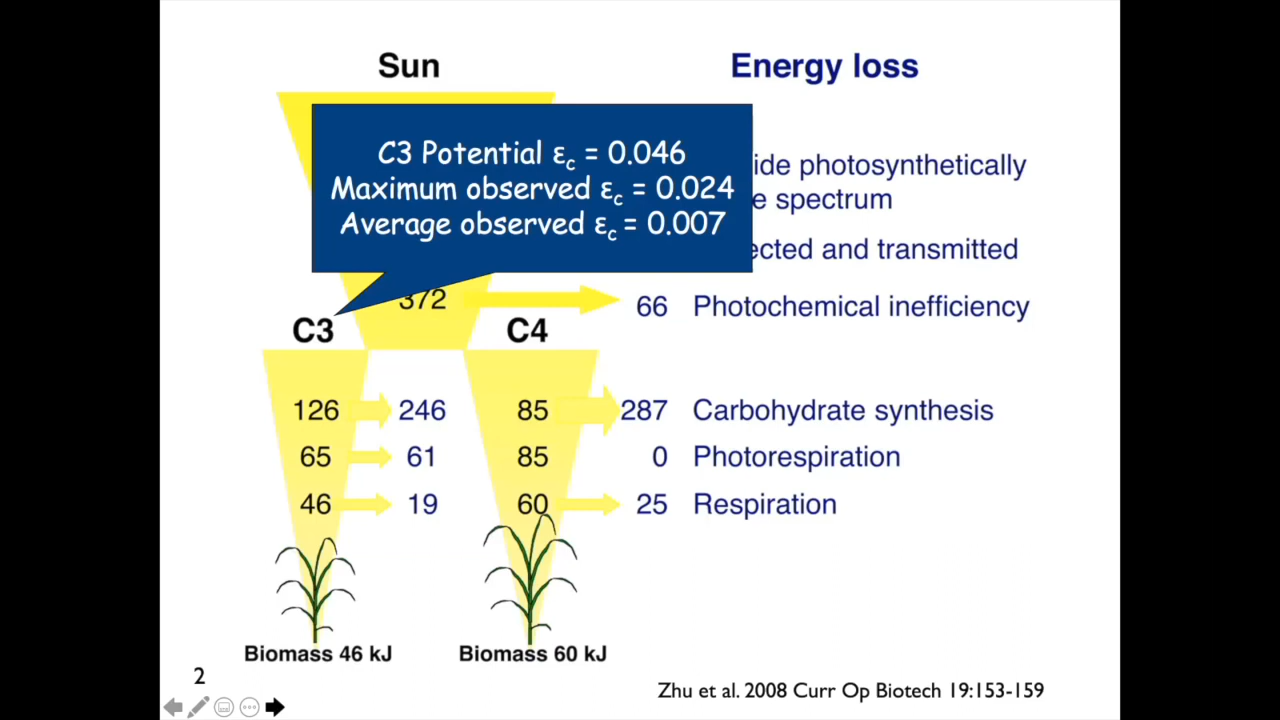 Sun
Energy loss
C3 Potential εc = 0.046
Maximum observed εc = 0.024
Average observed εc = 0.007
photosynthetically
spectrum
and transmitted
372
66 Photochemical inefficiency
C3 C4
126 246 85 287 Carbohydrate synthesis
65 61 85 0 Photorespiration
46 19 60 25 Respiration
Biomass 46 kJ Biomass 60 kJ
2
Zhu et al. 2008 Curr Op Biotech 19:153-159